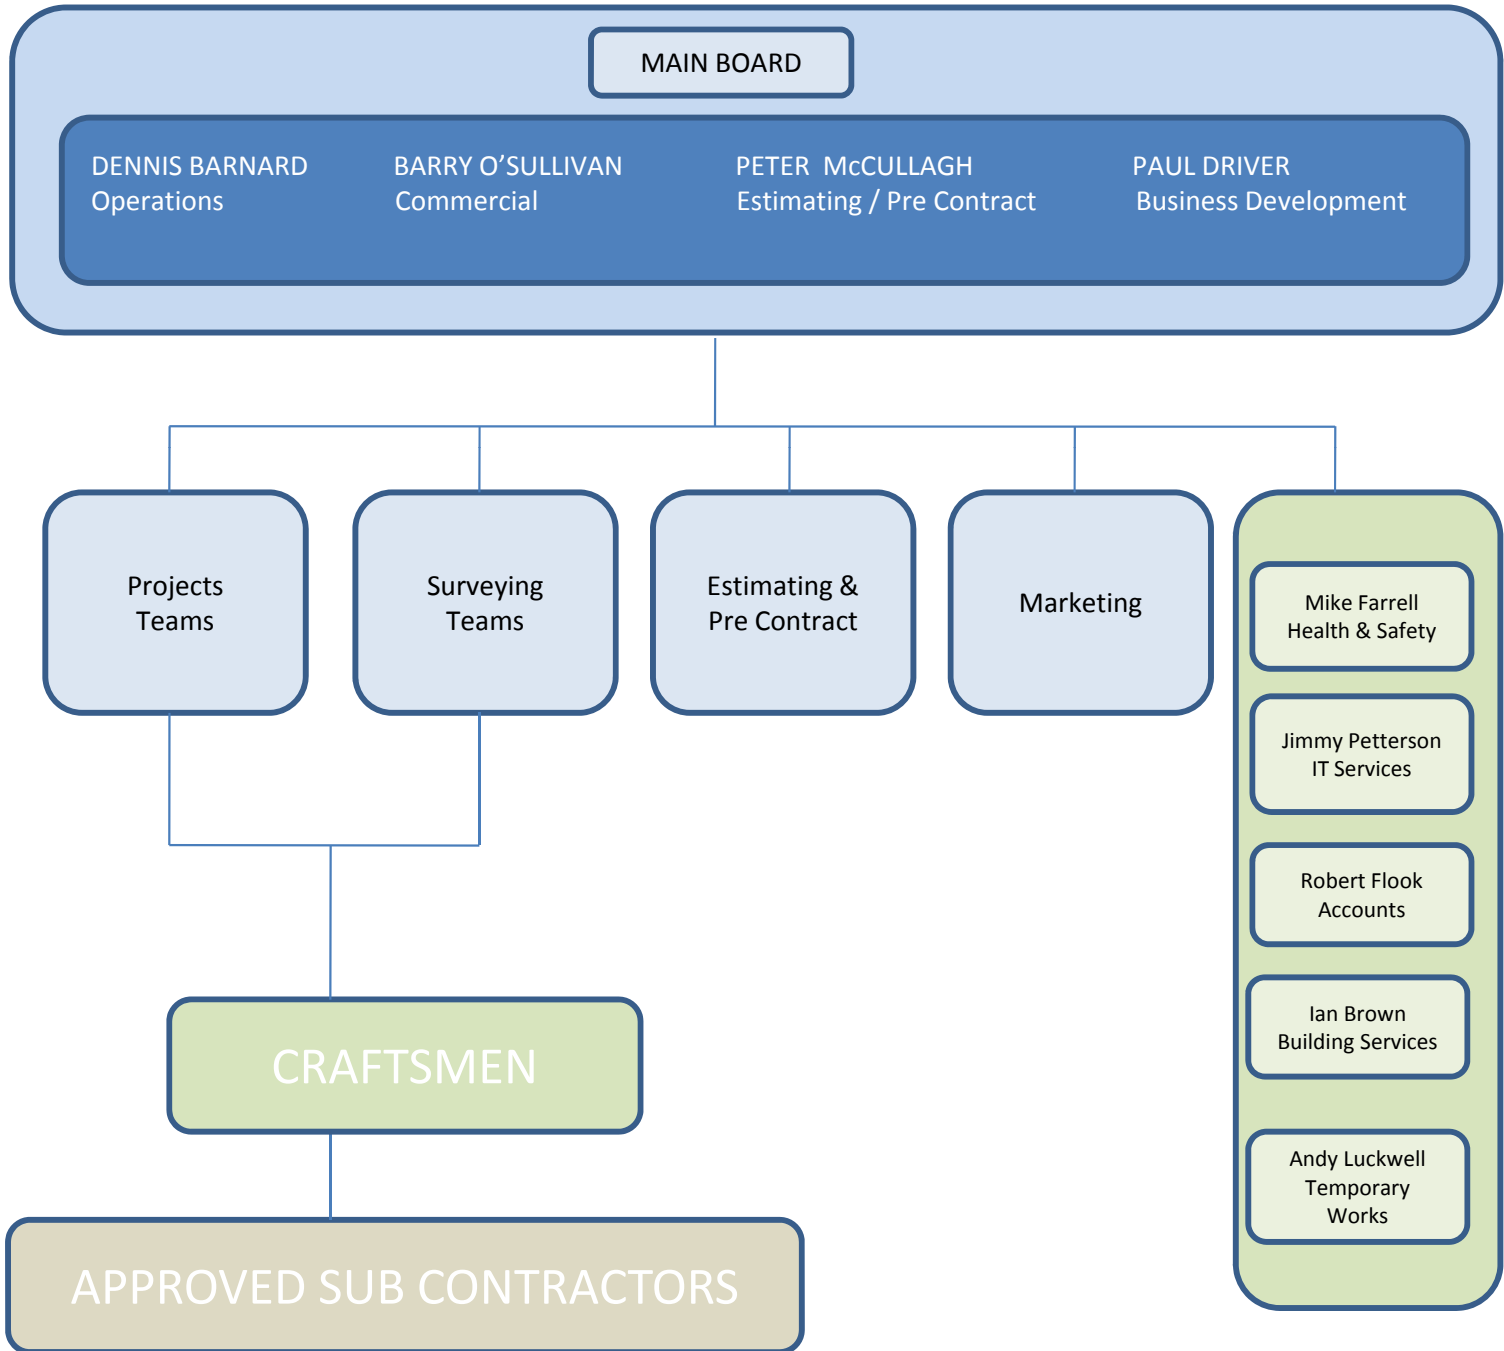 MAIN BOARD
DENNIS BARNARD BARRY O'SULLIVAN PETER McCULLAGH PAUL DRIVER
Operations Commercial Estimating / Pre Contract Business Development
Projects
Teams
Surveying
Teams
Estimating &
Pre Contract
Marketing
Mike Farrell
Health & Safety
Jimmy Petterson
IT Services
Robert Flook
Accounts
Ian Brown
Building Services
Andy Luckwell
Temporary
Works
CRAFTSMEN
APPROVED SUB CONTRACTORS